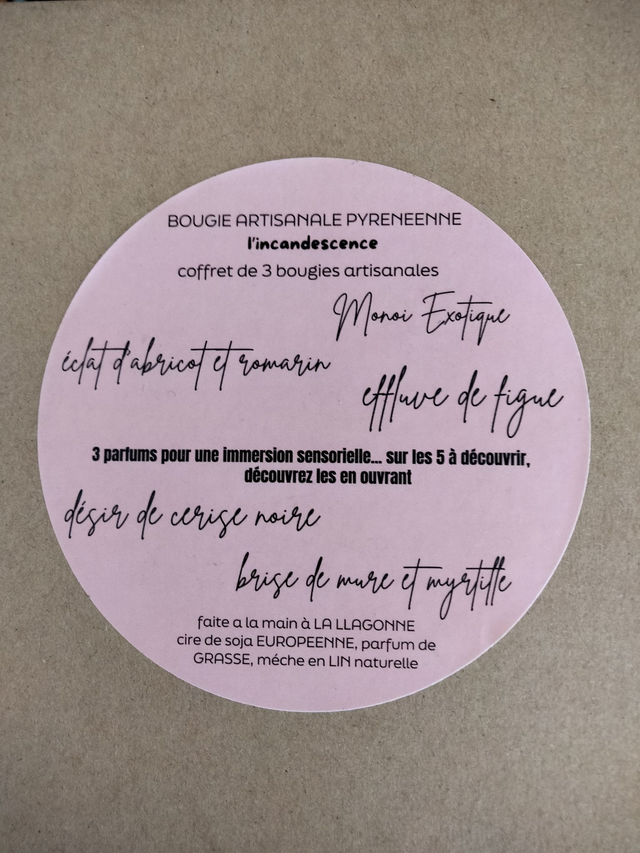 BOUGIE ARTISANALE PYRENEENNE
l'incandescence
coffret de 3 bougies artisanales
Monoi Exotique
éclat d'abricot et romarin
effluve de figue
3 parfums pour une immersion sensorielle... sur les 5 à découvrir,
découvrez les en ouvrant
désir de cerise noire
brise de mure et myrtille
faite a la main à LA LLAGONNE
cire de soja EUROPEENNE, parfum de
GRASSE, méche en LIN naturelle